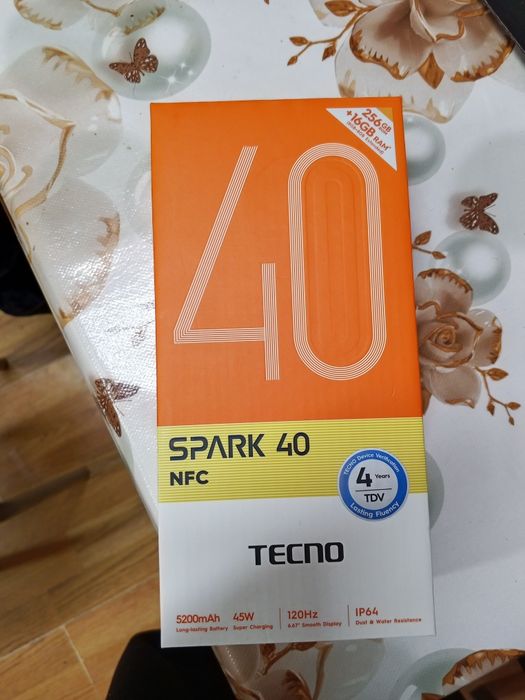 256GB ROM
+16GB RAM*
40
SPARK 40
NFC
TECNO Device Verification
4 Years
TDV
Lasting Fluency
TECNO
5200mAh 45W 120Hz IP64
Long-lasting Battery Super Charging 6.67" Smooth Display Dust & Water Resistance